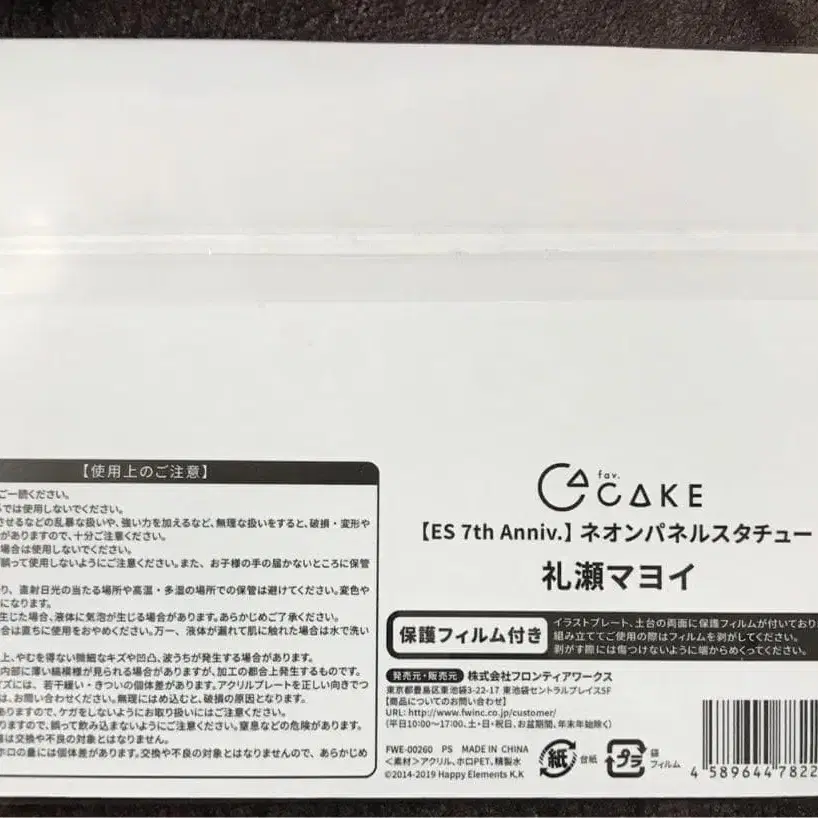 【使用上のご注意】
ご一読ください。
では使用しないでください。
させるなどの乱暴な扱いや、強い力を加えるなど、無理な扱いをすると、破損・変形や
がありますので、十分ご注意ください。
場合は使用しないでください。
誤って使用しないようにご注意ください。また、お子様の手の届かないところに保管
り、直射日光の当たる場所や高温・多湿の場所での保管は避けてください。変色や
になります。
生じた場合、液体に気泡が生じる場合があります。あらかじめご了承ください。
合は直ちに使用をおやめください。万一、液体が漏れて肌に触れた場合は水で洗い
上、やむを得ない微細なキズや凹凸、波うちが発生する場合があります。
内部に薄い縞模様が見られる場合がありますが、加工の都合上発生するものです。
イズには、若干緩い・きついの個体差があります。アクリルプレートを正しい向きでつ
は、お問い合わせください。無理にはめ込むと、破損の原因となります。
ありますので、ケガをしないようにお取り扱いにはご注意ください。
りますので、誤って飲み込まないようにご注意ください。窒息などの危険があります。
は交換や不良の対象とはなりません。
ホロの量には個体差があります。交換や不良の対象とはなりませんので、あらかじめ
fav.
CAKE
【ES 7th Anniv.】ネオンパネルスタチュー
礼瀬マヨイ
保護フィルム付き
イラストプレート、土台の両面に保護フィルムが付いており
組み立ててご使用の際はフィルムを剥がしてください。
剥がす際には傷つけないように端からめくってください。
発売元・販売元 株式会社フロンティアワークス
東京都豊島区東池袋3-22-17 東池袋セントラルプレイス5F
【商品についてのお問い合わせ】
URL: http://www.fwinc.co.jp/customer/
(平日10:00〜17:00、土・日・祝日、お盆期間、年末年始除く)
FWE-00260 PS MADE IN CHINA
＜素材＞アクリル、ホロPET、精製水
©2014-2019 Happy Elements K.K
紙
台紙
プラ
袋
フィルム
4 589644 7822